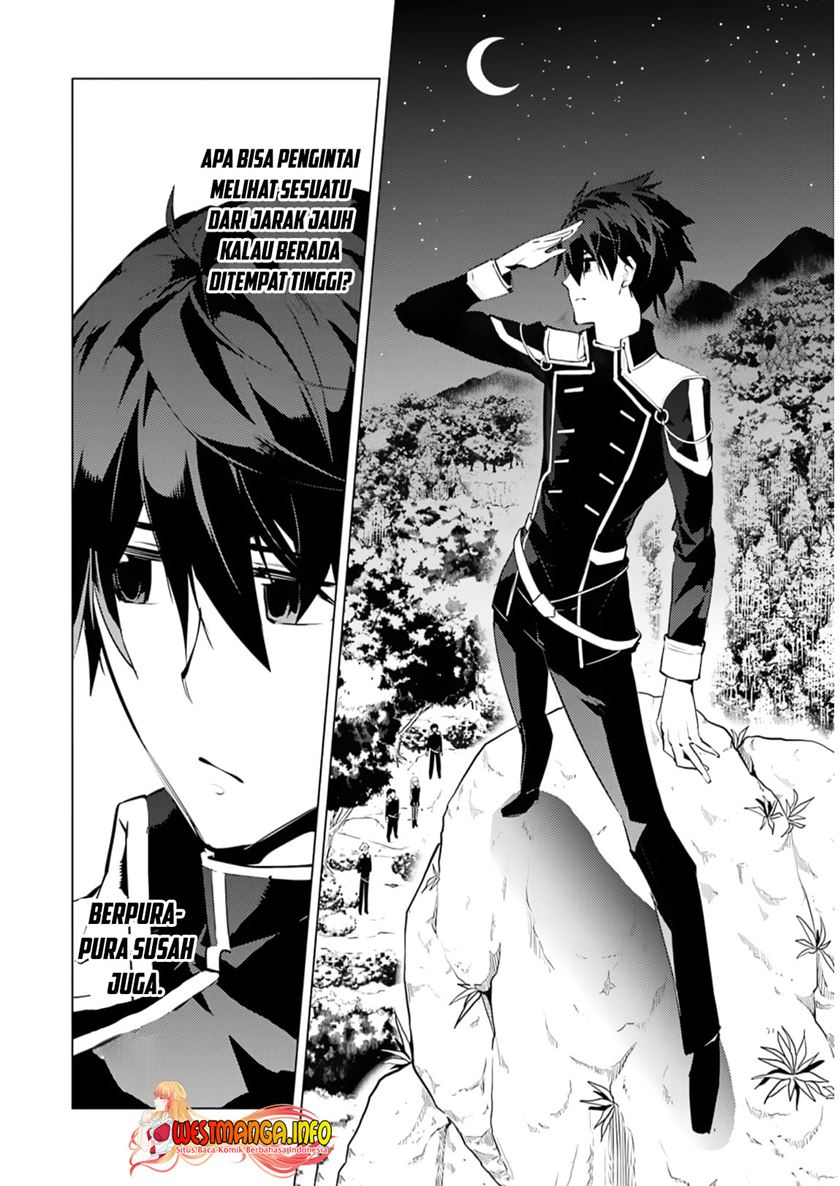 APA BISA PENGINTAI
MELIHAT SESUATU
DARI JARAK JAUH
KALAU BERADA
DITEMPAT TINGGI?
BERPURA-
PURA SUSAH
JUGA.
WESTMANGA.INFO
SITUS BACA KOMIK BERBAHASA INDONESIA